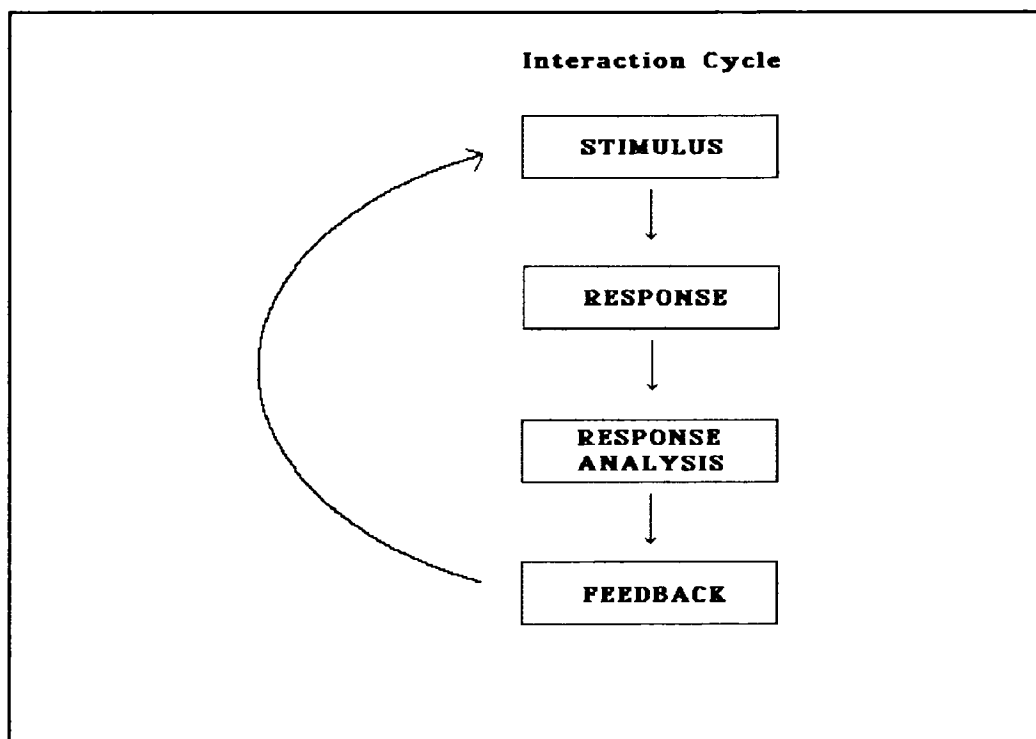 Interaction Cycle
STIMULUS
RESPONSE
RESPONSE
ANALYSIS
FEEDBACK